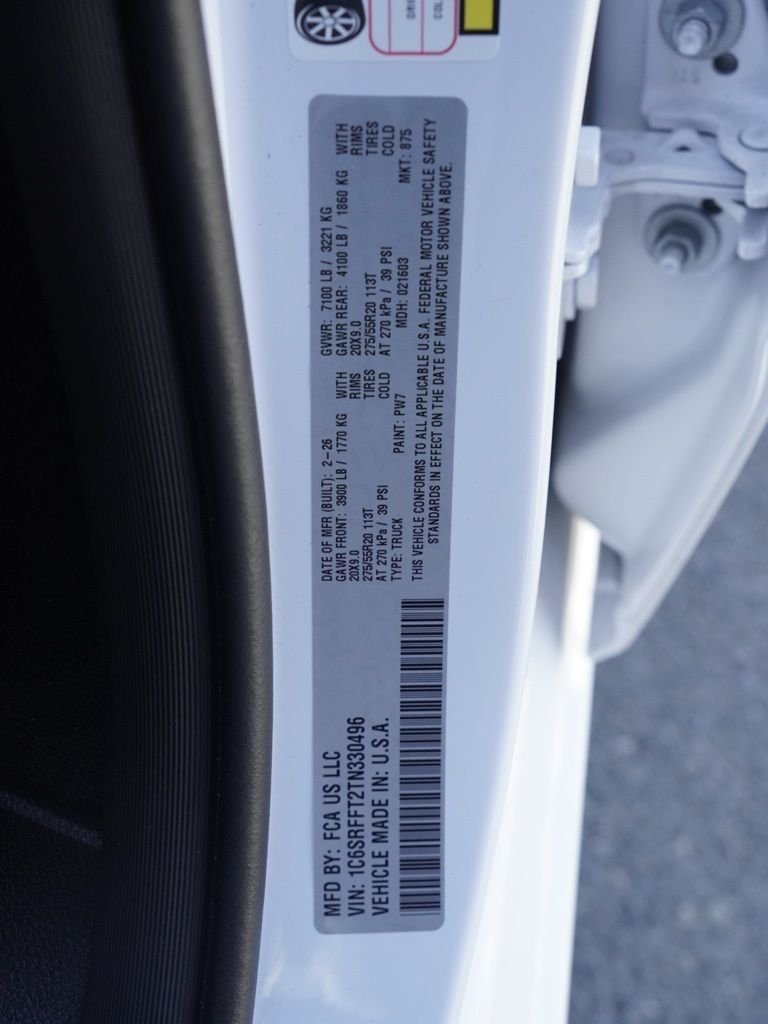 MFD BY: FCA US LLC
VIN: 1C6SRFFT2TN330496
VEHICLE MADE IN: U.S.A.
DATE OF MFR (BUILT): 2-26
GAWR FRONT: 3900 LB / 1770 KG WITH
20X9.0 RIMS
275/55R20 113T TIRES
AT 270 kPa / 39 PSI COLD
TYPE: TRUCK
GVWR: 7100 LB / 3221 KG
GAWR REAR: 4100 LB / 1860 KG WITH
20X9.0 RIMS
275/55R20 113T TIRES
AT 270 kPa / 39 PSI COLD
PAINT: PW7 MDH: 021603 MKT: 875
THIS VEHICLE CONFORMS TO ALL APPLICABLE U.S.A. FEDERAL MOTOR VEHICLE SAFETY
STANDARDS IN EFFECT ON THE DATE OF MANUFACTURE SHOWN ABOVE.